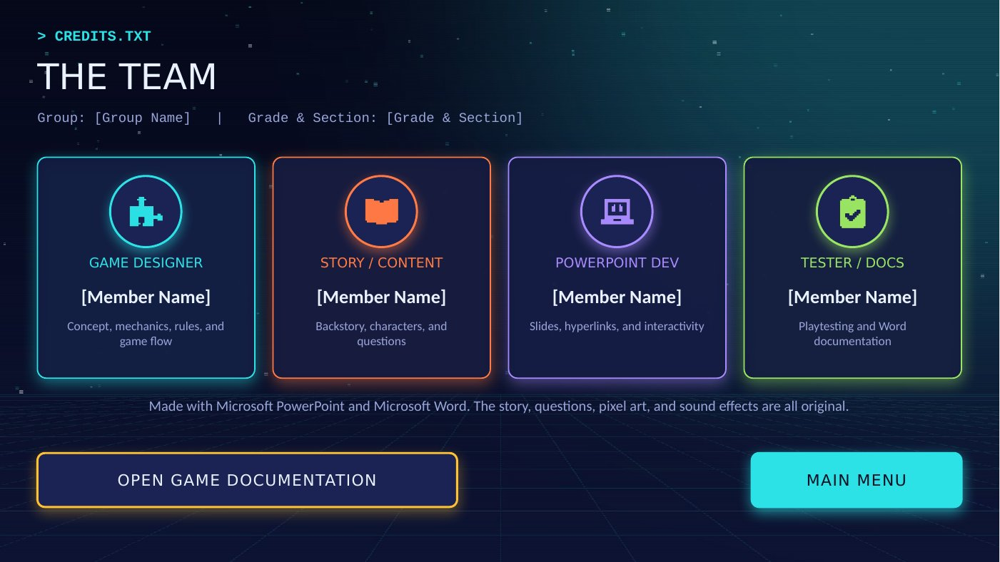 > CREDITS.TXT
THE TEAM
Group: [Group Name]   |   Grade & Section: [Grade & Section]
GAME DESIGNER
[Member Name]
Concept, mechanics, rules, and
game flow
STORY / CONTENT
[Member Name]
Backstory, characters, and
questions
POWERPOINT DEV
[Member Name]
Slides, hyperlinks, and interactivity
TESTER / DOCS
[Member Name]
Playtesting and Word
documentation
Made with Microsoft PowerPoint and Microsoft Word. The story, questions, pixel art, and sound effects are all original.
OPEN GAME DOCUMENTATION
MAIN MENU